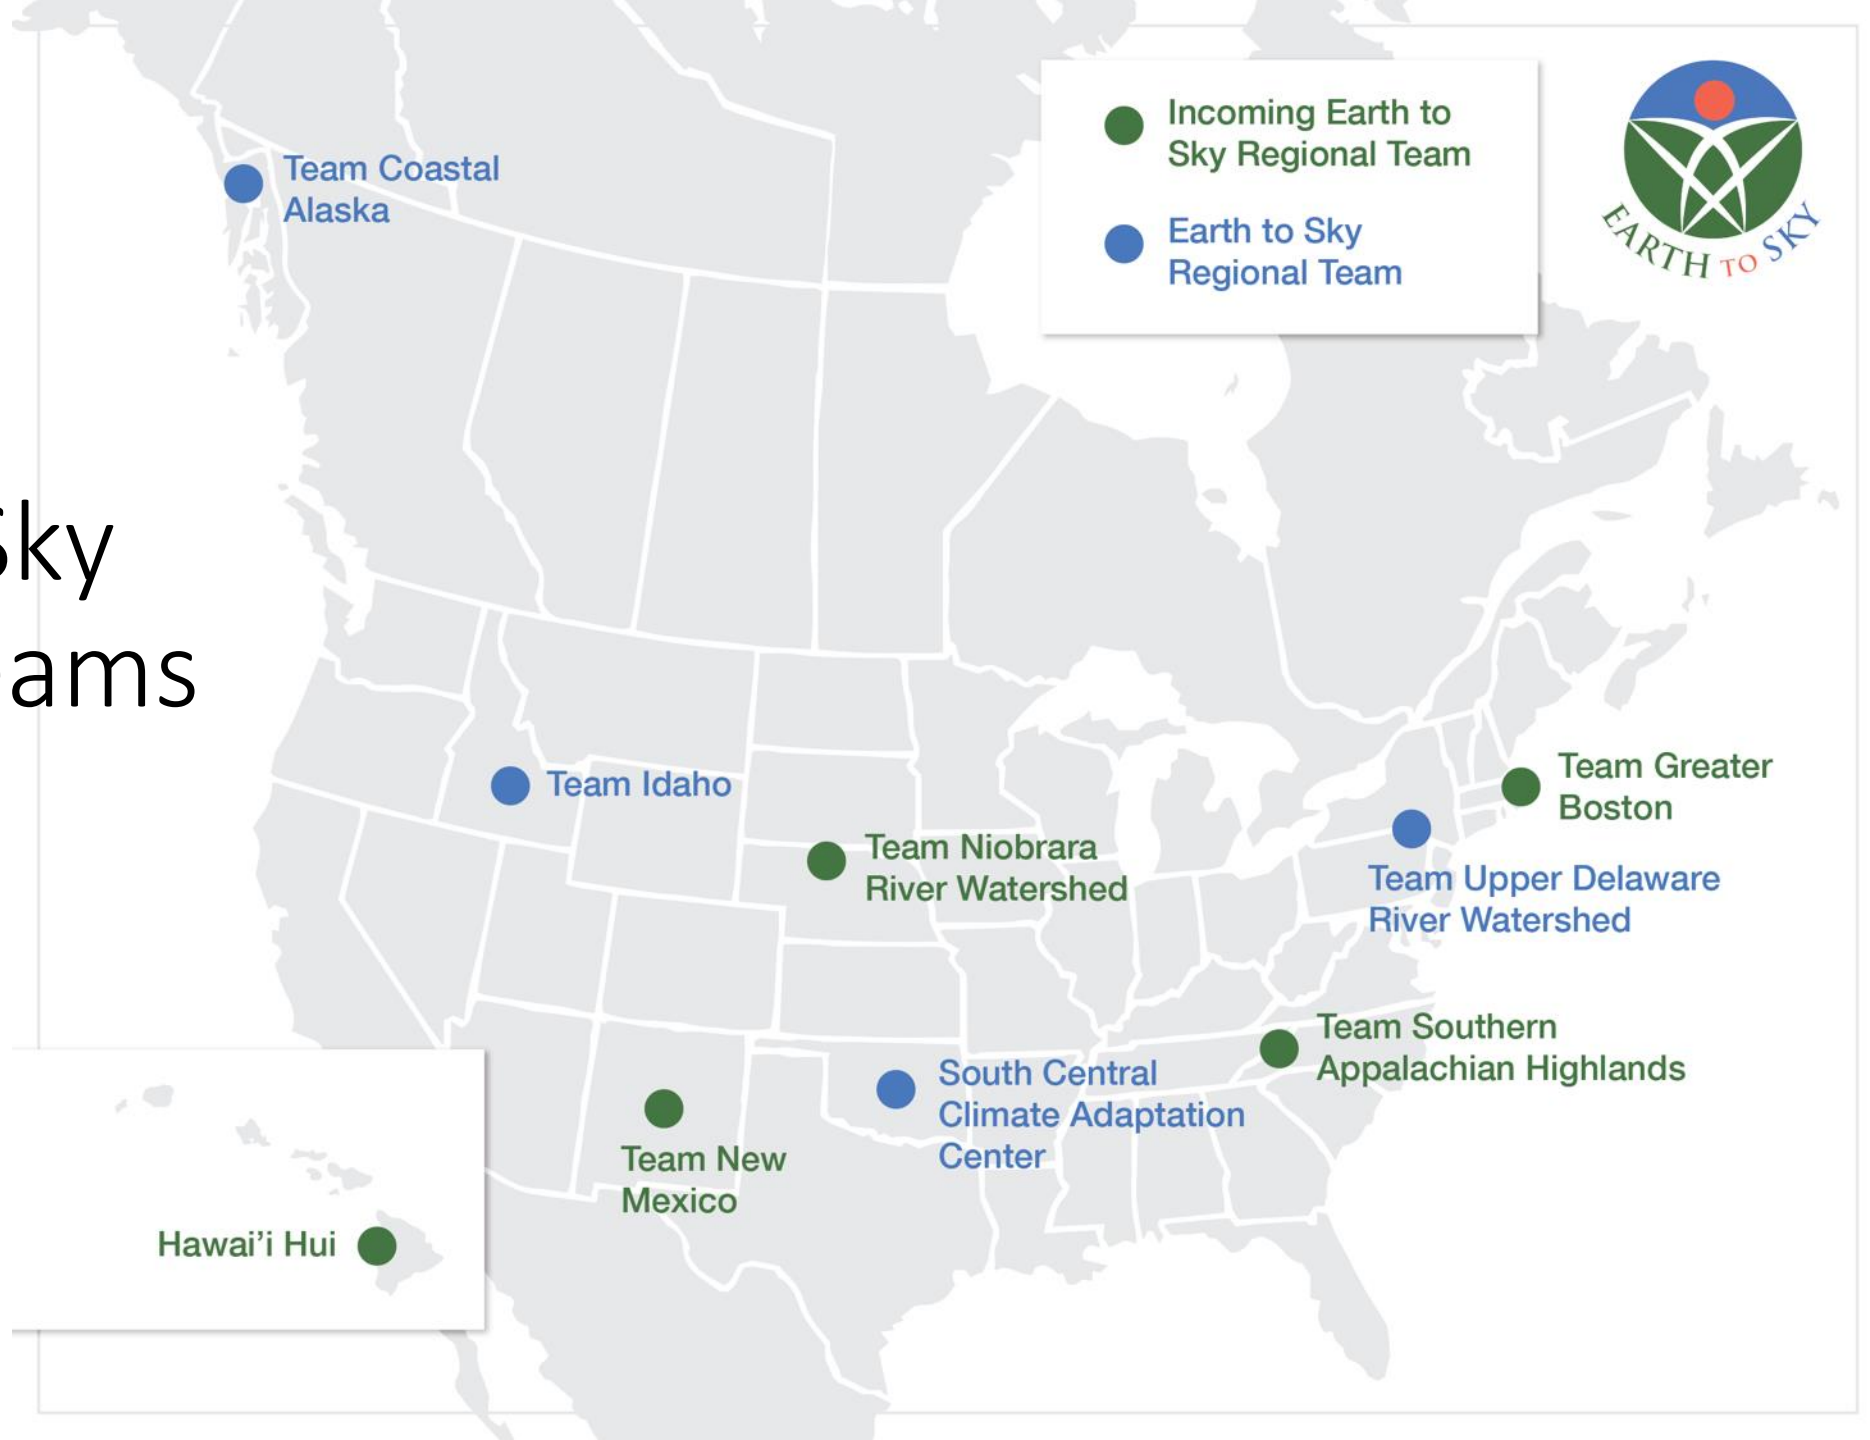 Sky
ams
Incoming Earth to
Sky Regional Team
Earth to Sky
Regional Team
EARTH TO SKY
Team Coastal
Alaska
Team Idaho
Team Niobrara
River Watershed
Team Greater
Boston
Team Upper Delaware
River Watershed
Team Southern
Appalachian Highlands
South Central
Climate Adaptation
Center
Team New
Mexico
Hawai'i Hui